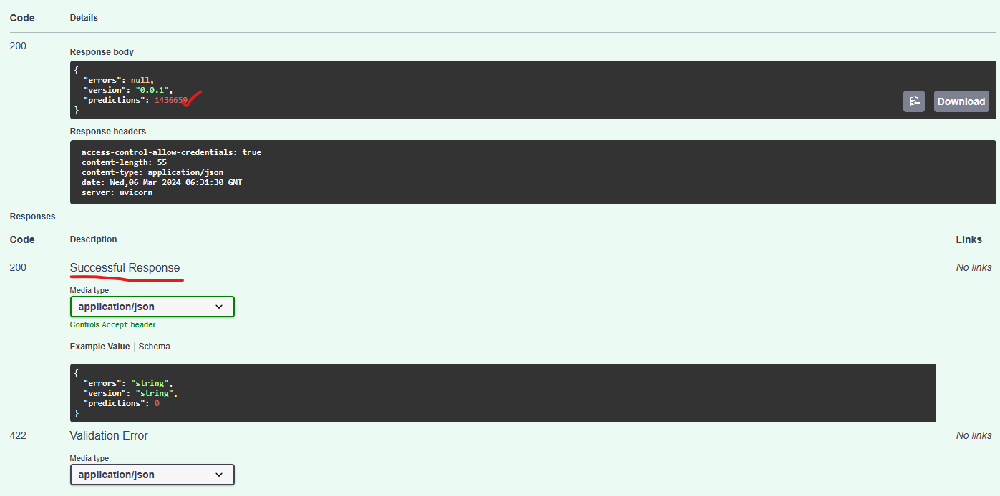 Code Details
200
Response body
{
"errors": null,
"version": "0.0.1",
"predictions": 1436659
}
Download
Response headers
access-control-allow-credentials: true
content-length: 55
content-type: application/json
date: Wed,06 Mar 2024 06:31:30 GMT
server: uvicorn
Responses
Code Description Links
200 Successful Response No links
Media type
application/json
Controls Accept header.
Example Value Schema
{
"errors": "string",
"version": "string",
"predictions": 0
}
422 Validation Error No links
Media type
application/json